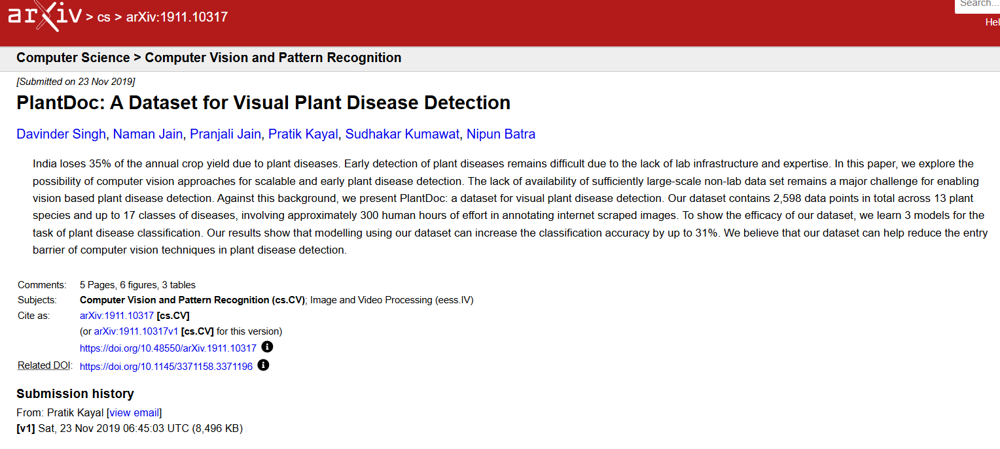 arXiv > cs > arXiv:1911.10317
Search...
Computer Science > Computer Vision and Pattern Recognition
[Submitted on 23 Nov 2019]
PlantDoc: A Dataset for Visual Plant Disease Detection
Davinder Singh, Naman Jain, Pranjali Jain, Pratik Kayal, Sudhakar Kumawat, Nipun Batra
India loses 35% of the annual crop yield due to plant diseases. Early detection of plant diseases remains difficult due to the lack of lab infrastructure and expertise. In this paper, we explore the
possibility of computer vision approaches for scalable and early plant disease detection. The lack of availability of sufficiently large-scale non-lab data set remains a major challenge for enabling
vision based plant disease detection. Against this background, we present PlantDoc: a dataset for visual plant disease detection. Our dataset contains 2,598 data points in total across 13 plant
species and up to 17 classes of diseases, involving approximately 300 human hours of effort in annotating internet scraped images. To show the efficacy of our dataset, we learn 3 models for the
task of plant disease classification. Our results show that modelling using our dataset can increase the classification accuracy by up to 31%. We believe that our dataset can help reduce the entry
barrier of computer vision techniques in plant disease detection.
Comments: 5 Pages, 6 figures, 3 tables
Subjects: Computer Vision and Pattern Recognition (cs.CV); Image and Video Processing (eess.IV)
Cite as: arXiv:1911.10317 [cs.CV]
(or arXiv:1911.10317v1 [cs.CV] for this version)
https://doi.org/10.48550/arXiv.1911.10317
Related DOI: https://doi.org/10.1145/3371158.3371196
Submission history
From: Pratik Kayal [view email]
[v1] Sat, 23 Nov 2019 06:45:03 UTC (8,496 KB)